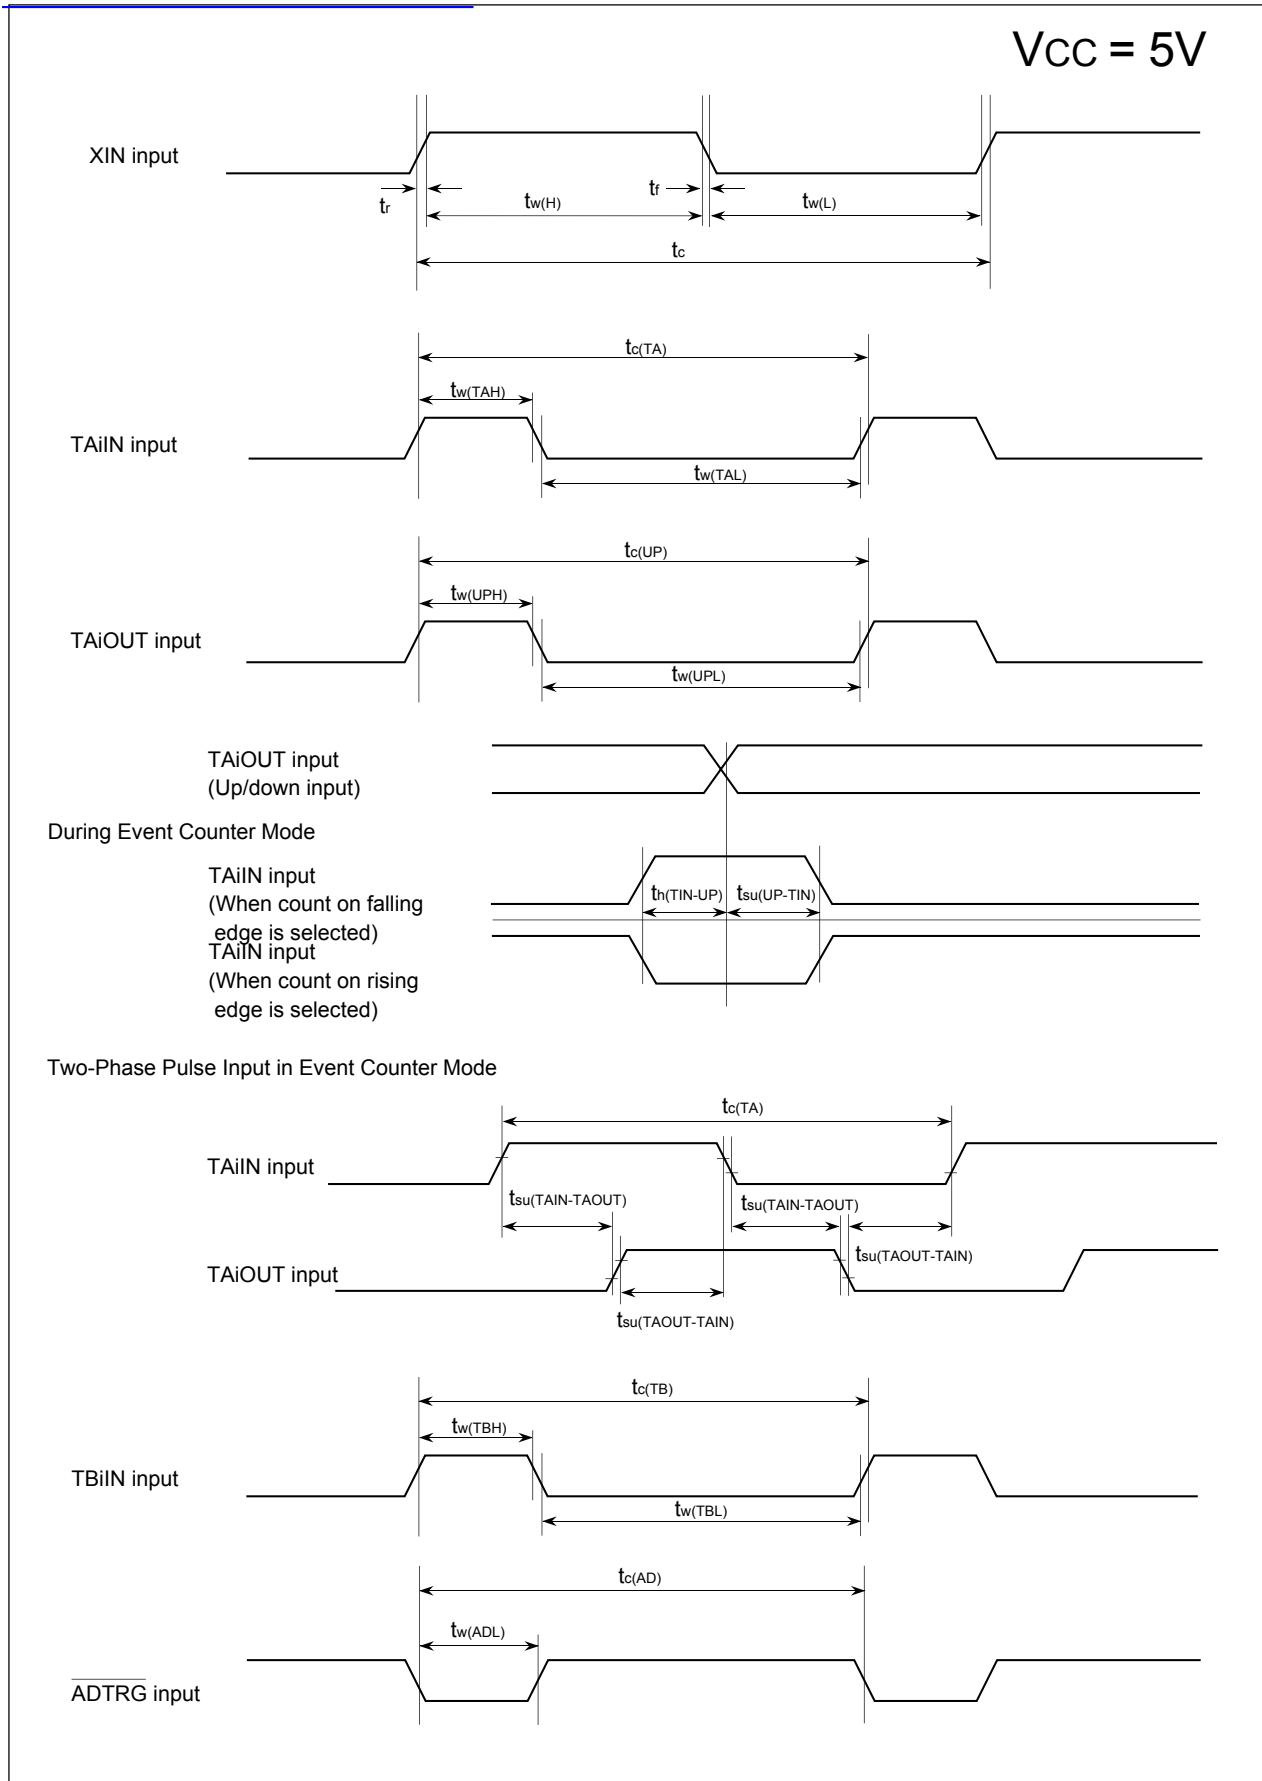 VCC = 5V
XIN input
tr
tw(H)
tf
tw(L)
tc
tc(TA)
tw(TAH)
TAiIN input
tw(TAL)
tc(UP)
tw(UPH)
TAiOUT input
tw(UPL)
TAiOUT input
(Up/down input)
During Event Counter Mode
TAiIN input
(When count on falling
edge is selected)
th(TIN-UP)
tsu(UP-TIN)
TAiIN input
(When count on rising
edge is selected)
Two-Phase Pulse Input in Event Counter Mode
tc(TA)
TAiIN input
tsu(TAIN-TAOUT)
tsu(TAIN-TAOUT)
tsu(TAOUT-TAIN)
TAiOUT input
tsu(TAOUT-TAIN)
tc(TB)
tw(TBH)
TBiIN input
tw(TBL)
tc(AD)
tw(ADL)
ADTRG input